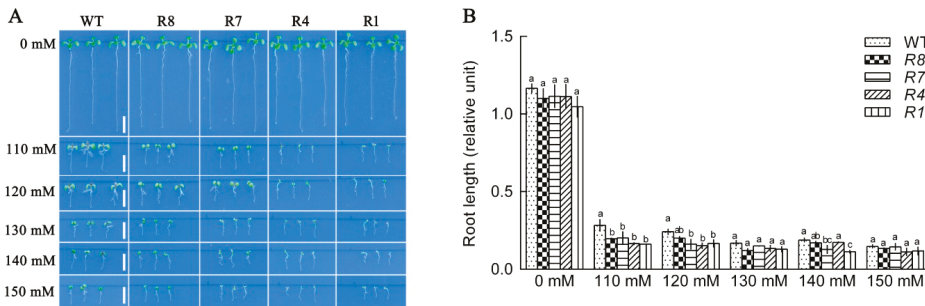 A
WT R8 R7 R4 R1
0 mM
110 mM
120 mM
130 mM
140 mM
150 mM
B
Root length (relative unit)
1.5
1.0
0.5
0.0
WT
R8
R7
R4
R1
a a a a a
a b b b b
a ab b b b
a a a a a
a ab bc a c
a a a a a
0 mM 110 mM 120 mM 130 mM 140 mM 150 mM